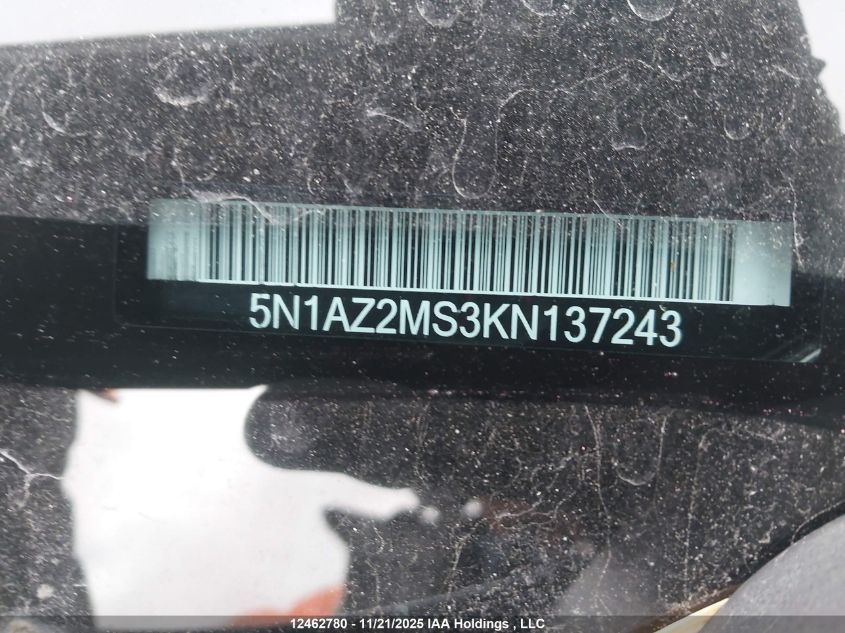 5N1AZ2MS3KN137243
12462780 - 11/21/2025 IAA Holdings , LLC